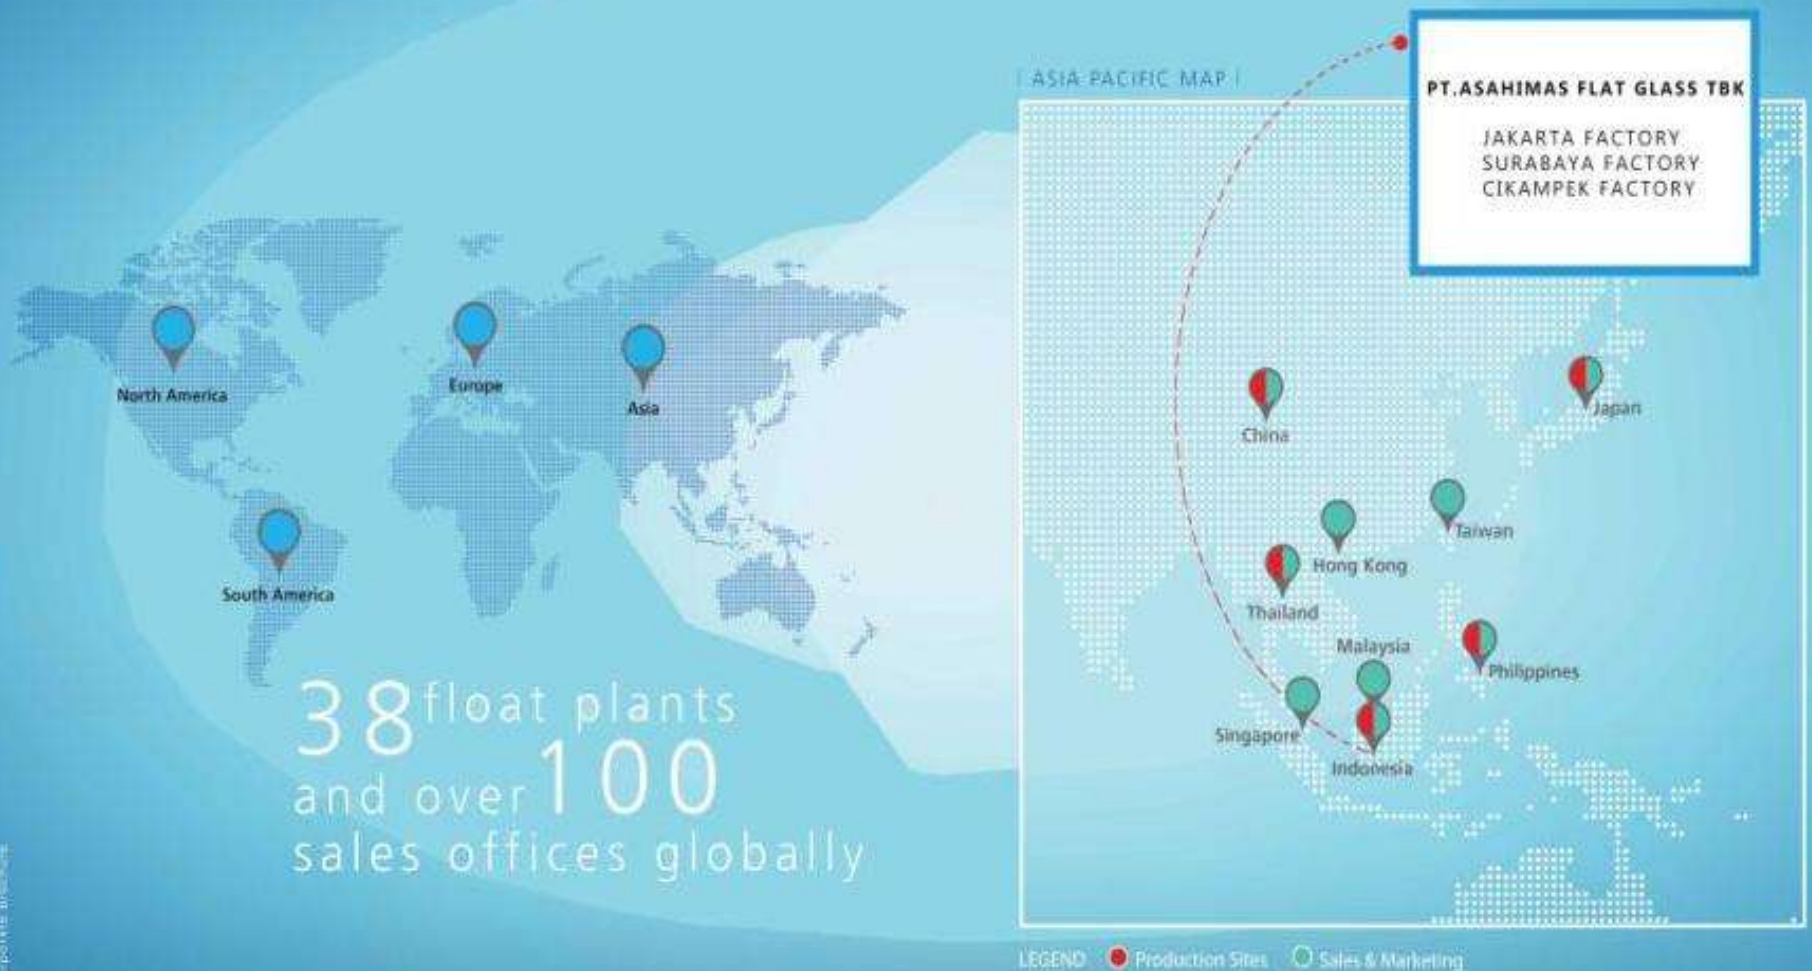 North America
Europe
Asia
South America
38 float plants
and over 100
sales offices globally
| ASIA PACIFIC MAP |
PT.ASAHIMAS FLAT GLASS TBK
JAKARTA FACTORY
SURABAYA FACTORY
CIKAMPEK FACTORY
China
Japan
Taiwan
Hong Kong
Thailand
Malaysia
Philippines
Singapore
Indonesia
LEGEND Production Sites Sales & Marketing